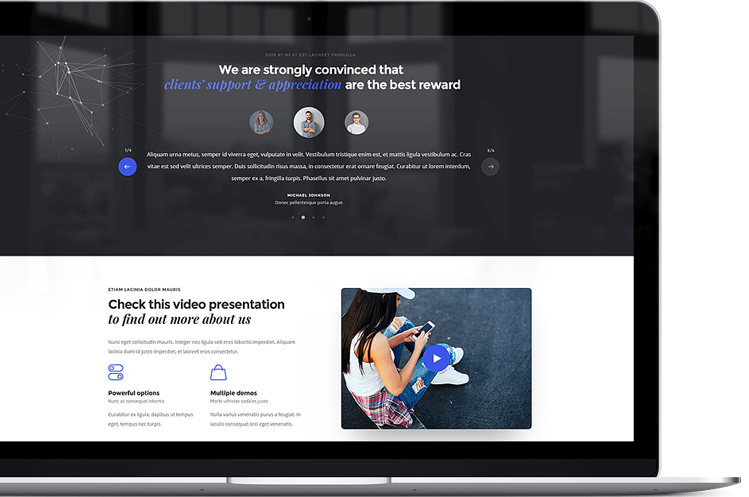 DUIS AT MI AT EST LAOREET FRINGILLA
We are strongly convinced that
clients' support & appreciation are the best reward
1/4
3/4
Aliquam urna metus, semper id viverra eget, vulputate in velit. Vestibulum tristique enim est, et mattis ligula vestibulum ac. Cras
vitae est sed velit ultrices semper. Duis sollicitudin risus massa, in consectetur erat ornare feugiat. Curabitur ut lorem interdum,
semper ex a, fringilla turpis. Phasellus sit amet pulvinar justo.
MICHAEL JOHNSON
Donec pellentesque porta augue
ETIAM LACINIA DOLOR MAURIS
Check this video presentation
to find out more about us
Nunc eget sollicitudin mauris. Integer nec ligula sed eros lobortis imperdiet. Aliquam
lacinia diam id justo imperdiet, et laoreet eros consectetur.
Powerful options
Nunc ac consequat lobortis
Curabitur ex ligula, dapibus ut tempus
eget, tempus nec turpis.
Multiple demos
Morbi ultrices sodales justo
Nulla varius venenatis purus a feugiat. In
iaculis consequat orci eget venenatis.